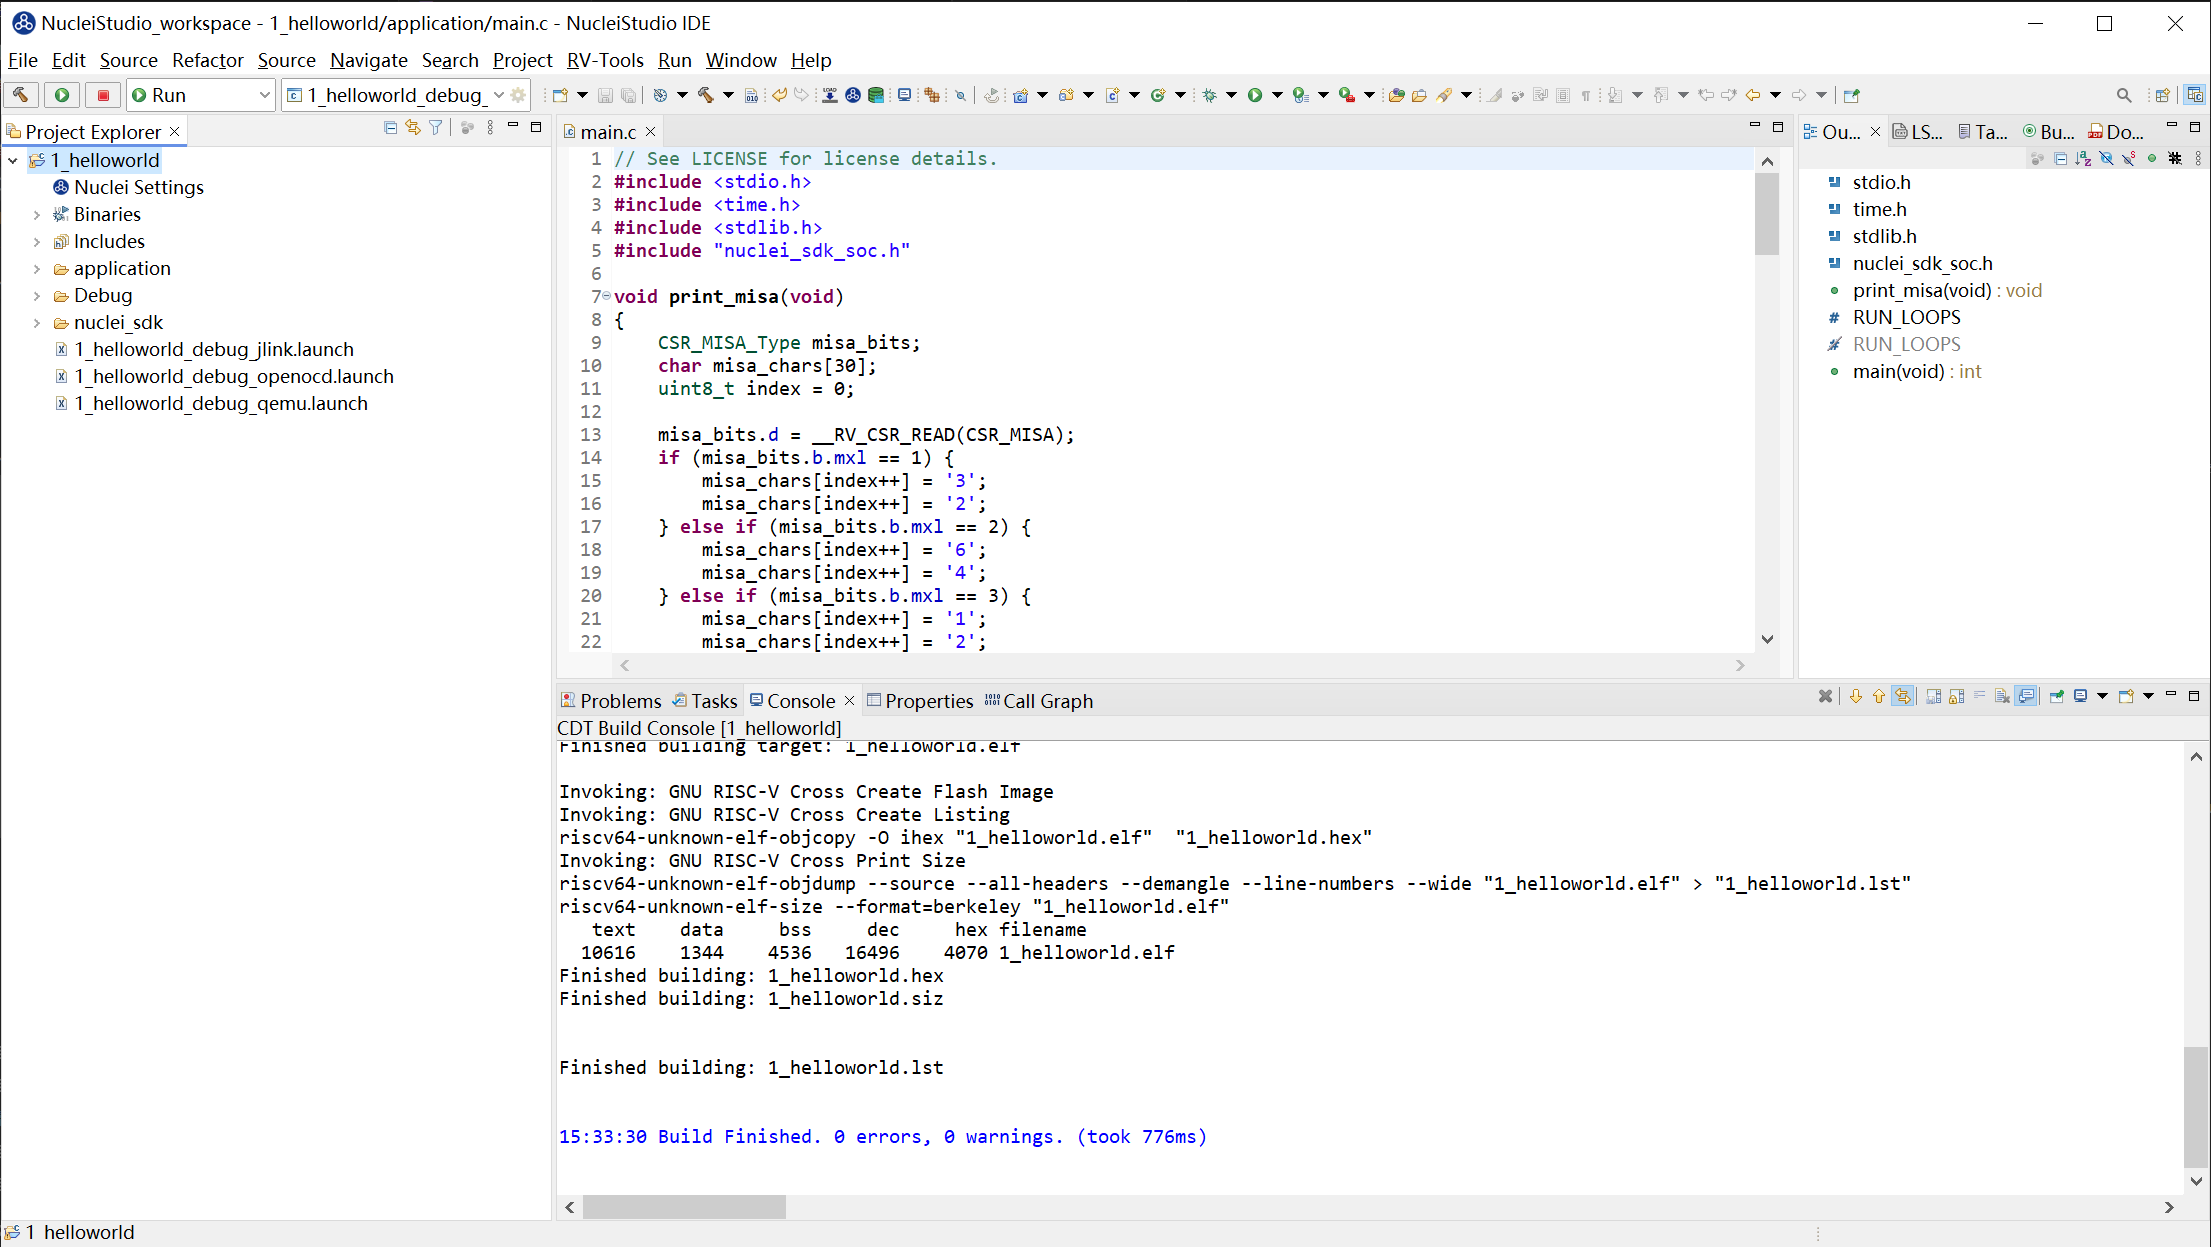 NucleiStudio_workspace - 1_helloworld/application/main.c - NucleiStudio IDE
File Edit Source Refactor Source Navigate Search Project RV-Tools Run Window Help
Run
1_helloworld_debug_
Project Explorer
1_helloworld
Nuclei Settings
Binaries
Includes
application
Debug
nuclei_sdk
1_helloworld_debug_jlink.launch
1_helloworld_debug_openocd.launch
1_helloworld_debug_qemu.launch
main.c
1 // See LICENSE for license details.
2 #include <stdio.h>
3 #include <time.h>
4 #include <stdlib.h>
5 #include "nuclei_sdk_soc.h"
6
7 void print_misa(void)
8 {
9     CSR_MISA_Type misa_bits;
10     char misa_chars[30];
11     uint8_t index = 0;
12
13     misa_bits.d = __RV_CSR_READ(CSR_MISA);
14     if (misa_bits.b.mxl == 1) {
15         misa_chars[index++] = '3';
16         misa_chars[index++] = '2';
17     } else if (misa_bits.b.mxl == 2) {
18         misa_chars[index++] = '6';
19         misa_chars[index++] = '4';
20     } else if (misa_bits.b.mxl == 3) {
21         misa_chars[index++] = '1';
22         misa_chars[index++] = '2';
Ou... LS... Ta... Bu... Do...
stdio.h
time.h
stdlib.h
nuclei_sdk_soc.h
print_misa(void) : void
RUN_LOOPS
RUN_LOOPS
main(void) : int
Problems Tasks Console Properties Call Graph
CDT Build Console [1_helloworld]
Finished building target: 1_helloworld.elf
Invoking: GNU RISC-V Cross Create Flash Image
Invoking: GNU RISC-V Cross Create Listing
riscv64-unknown-elf-objcopy -O ihex "1_helloworld.elf"  "1_helloworld.hex"
Invoking: GNU RISC-V Cross Print Size
riscv64-unknown-elf-objdump --source --all-headers --demangle --line-numbers --wide "1_helloworld.elf" > "1_helloworld.lst"
riscv64-unknown-elf-size --format=berkeley "1_helloworld.elf"
text    data     bss     dec     hex filename
10616    1344    4536   16496    4070 1_helloworld.elf
Finished building: 1_helloworld.hex
Finished building: 1_helloworld.siz
Finished building: 1_helloworld.lst
15:33:30 Build Finished. 0 errors, 0 warnings. (took 776ms)
1_helloworld